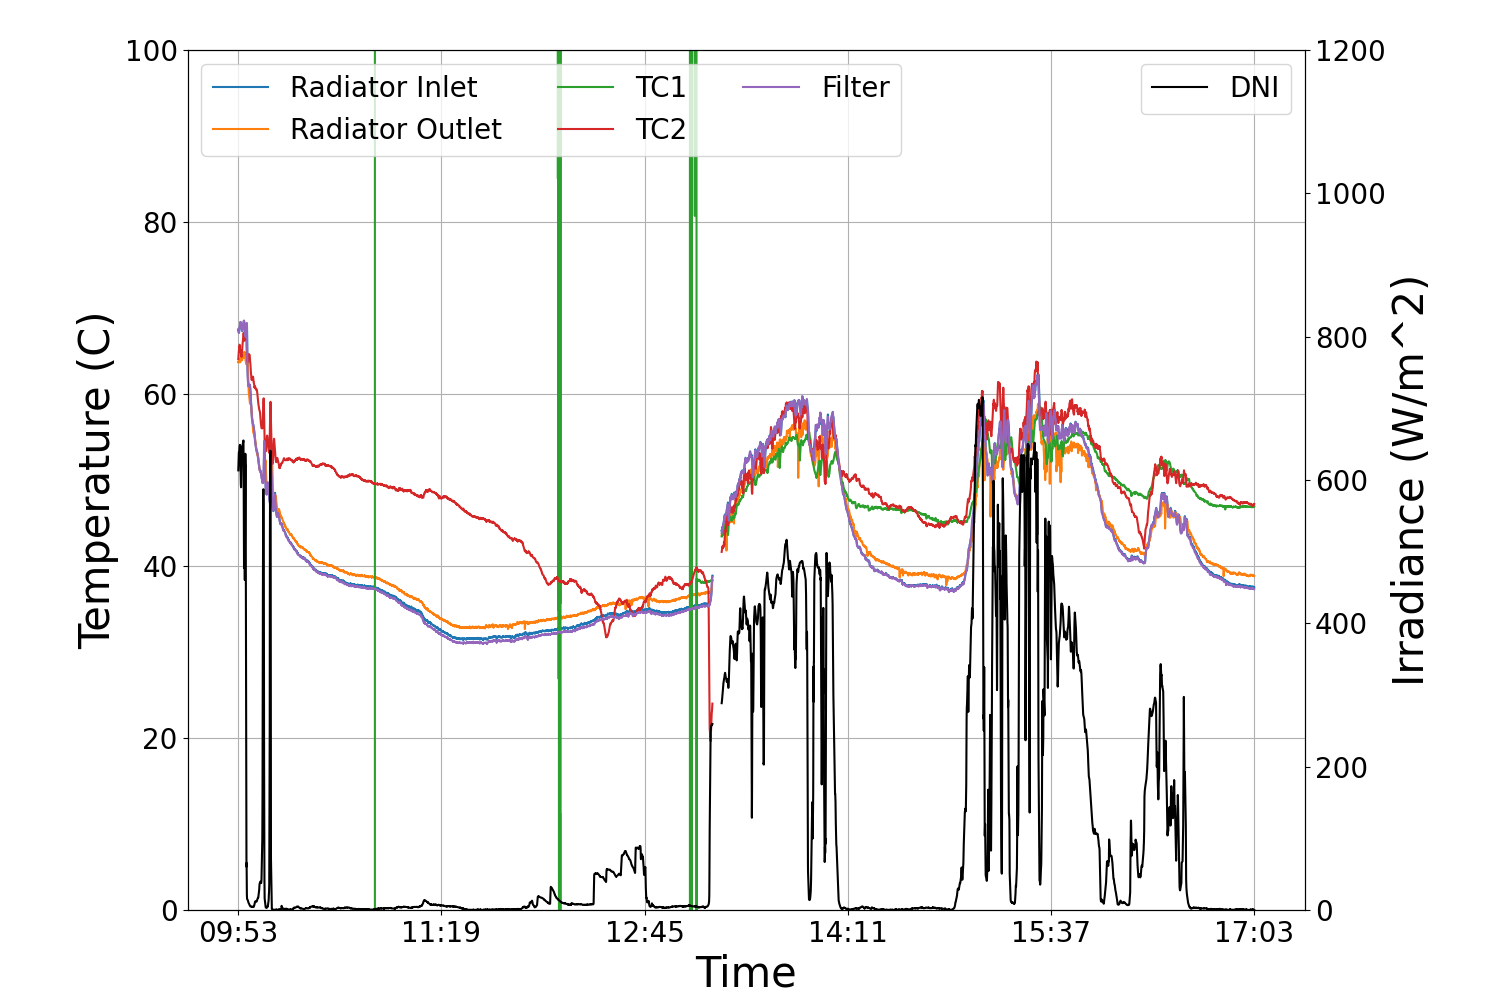 100
80
60
40
20
0
Temperature (C)
Radiator Inlet
Radiator Outlet
TC1
TC2
Filter
DNI
1200
1000
800
600
400
200
0
Irradiance (W/m^2)
09:53
11:19
12:45
14:11
15:37
17:03
Time